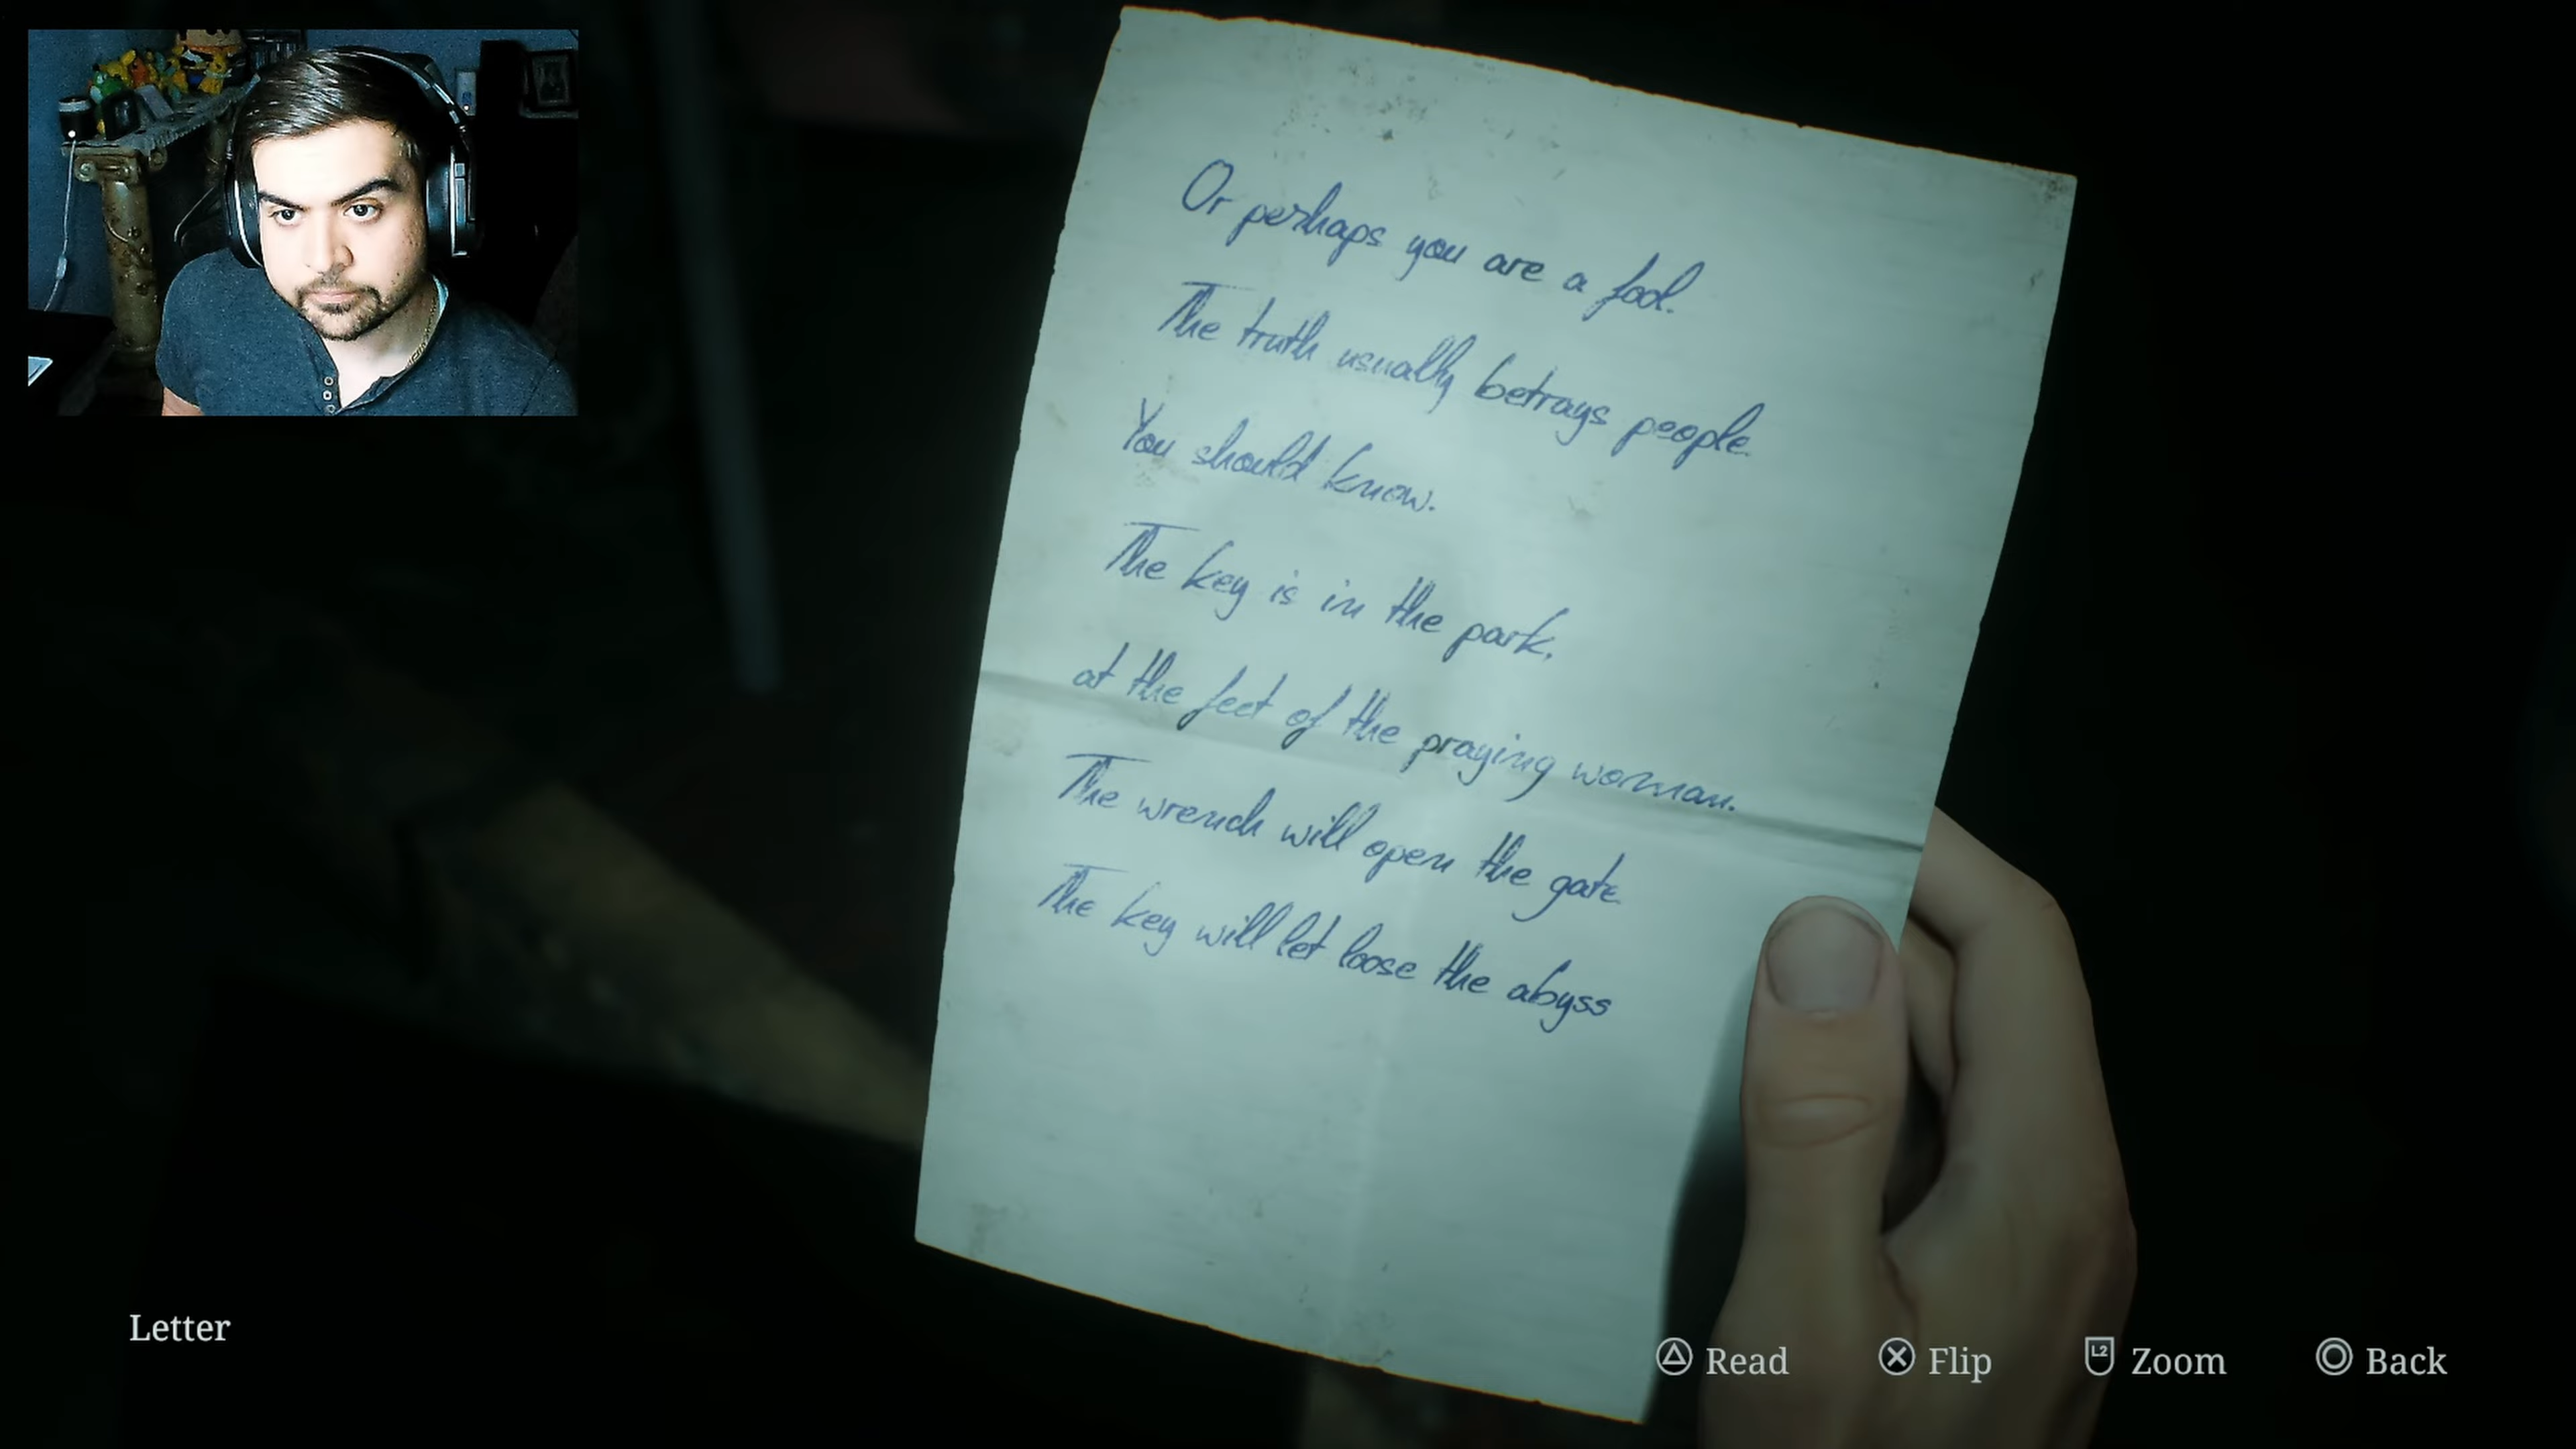 Or perhaps you are a fool.
The truth usually betrays people.
You should know.
The key is in the park,
at the feet of the praying woman.
The wrench will open the gate.
The key will let loose the abyss
Letter
Read
Flip
L2 Zoom
Back